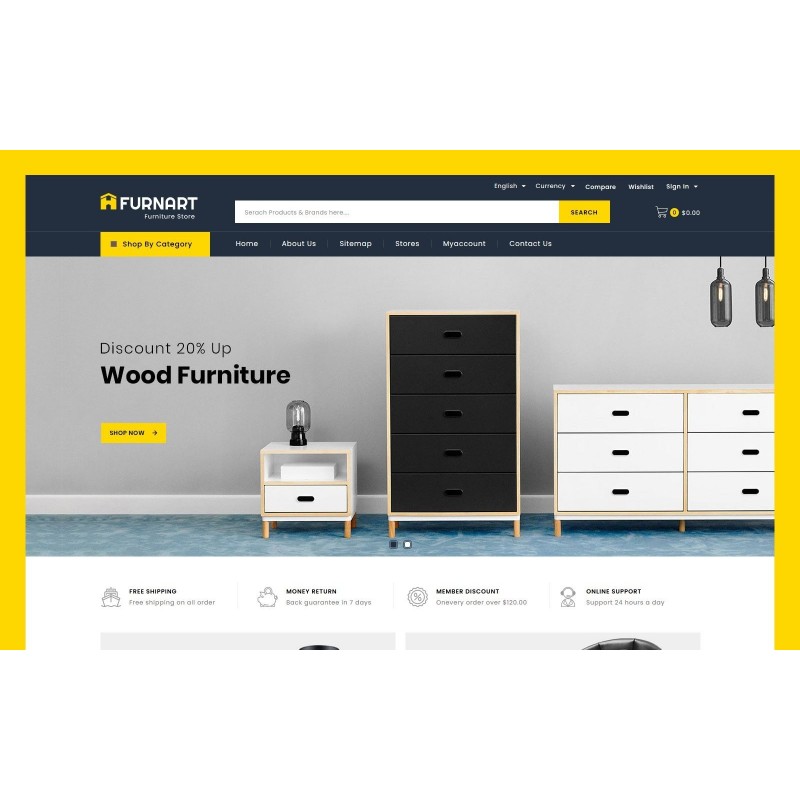 English Currency Compare Wishlist Sign In
FURNART
Furniture Store
Serach Products & Brands here...
SEARCH
0 $0.00
Shop By Category
Home About Us Sitemap Stores Myaccount Contact Us
Discount 20% Up
Wood Furniture
SHOP NOW
FREE SHIPPING
Free shipping on all order
MONEY RETURN
Back guarantee in 7 days
MEMBER DISCOUNT
Onevery order over $120.00
ONLINE SUPPORT
Support 24 hours a day